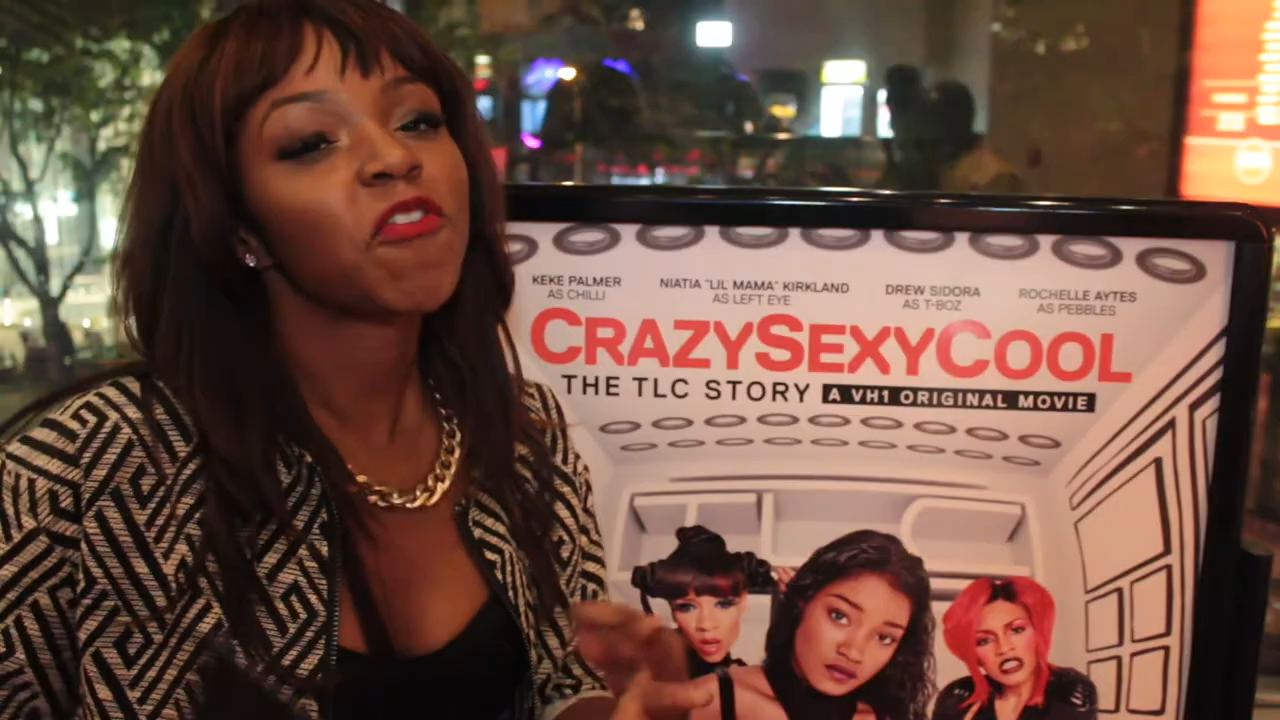 KEKE PALMER
AS CHILLI
NIATIA "LIL' MAMA" KIRKLAND
AS LEFT EYE
DREW SIDORA
AS T-BOZ
ROCHELLE AYTES
AS PEBBLES
CRAZYSEXYCOOL
THE TLC STORY A VH1 ORIGINAL MOVIE